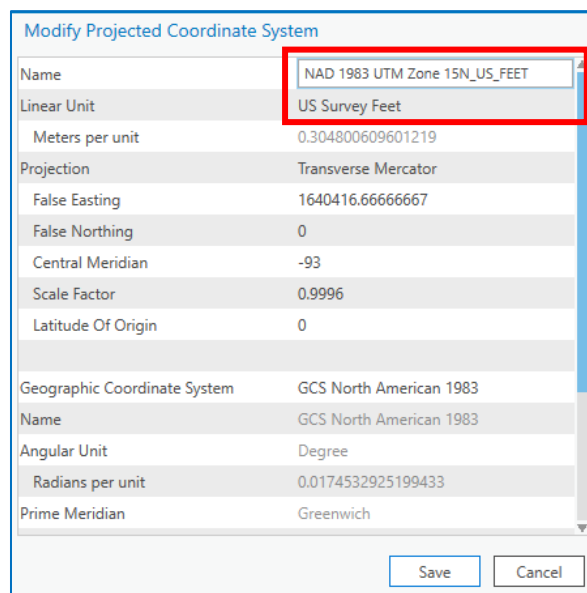 Modify Projected Coordinate System
Name NAD 1983 UTM Zone 15N_US_FEET
Linear Unit US Survey Feet
Meters per unit 0.304800609601219
Projection Transverse Mercator
False Easting 1640416.66666667
False Northing 0
Central Meridian -93
Scale Factor 0.9996
Latitude Of Origin 0
Geographic Coordinate System GCS North American 1983
Name GCS North American 1983
Angular Unit Degree
Radians per unit 0.0174532925199433
Prime Meridian Greenwich
Save Cancel